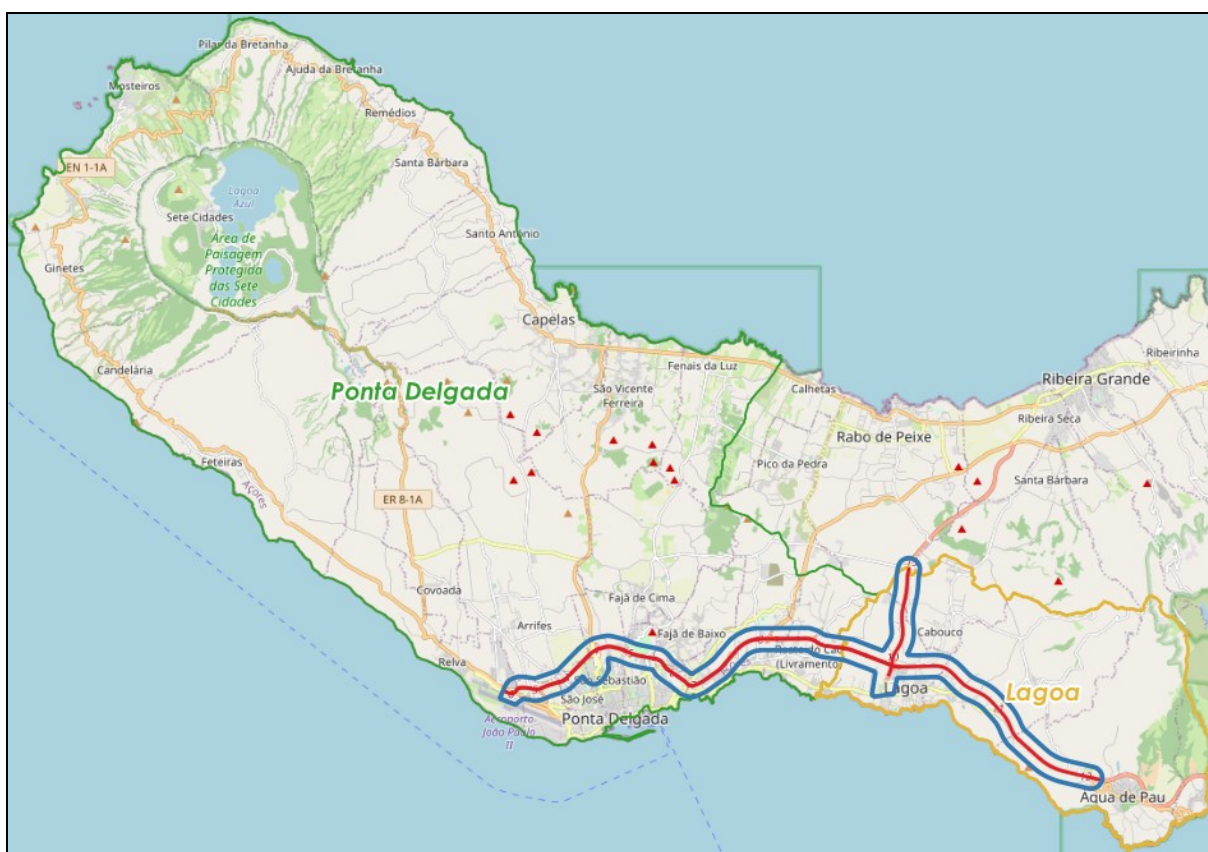 Pilar da Bretanha
Ajuda da Bretanha
Mosteiros
Remédios
EN 1-1A
Santa Bárbara
Lagoa
Azul
Sete Cidades
Santo António
Área de
Paisagem
Protegida
das Sete
Cidades
Ginetes
Capelas
Ribeirinha
Fenais da Luz
Candelária
Ribeira Grande
Ponta Delgada
São Vicente
Ferreira
Calhetas
Ribeira Seca
Rabo de Peixe
Feteiras
Pico da Pedra
Santa Bárbara
Açores
ER 8-1A
Covoada
Fajã de Cima
Arrifes
Fajã de Baixo
Cabouco
Relva
(Livramento)
10
São Sebastião
Lagoa
Lagoa
São José
Ponta Delgada
Aeroporto
João Paulo
II
Água de Pau